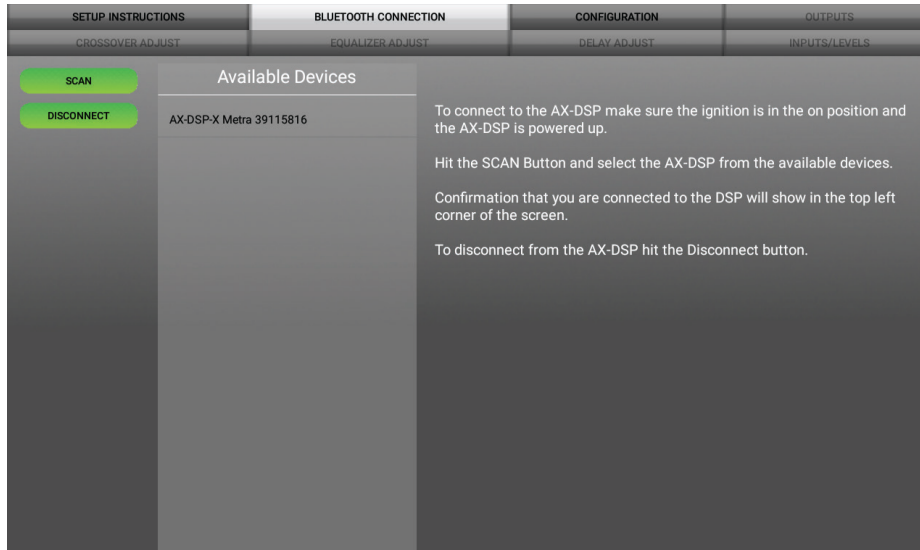 SETUP INSTRUCTIONS BLUETOOTH CONNECTION CONFIGURATION OUTPUTS
CROSSOVER ADJUST EQUALIZER ADJUST DELAY ADJUST INPUTS/LEVELS
SCAN
DISCONNECT
Available Devices
AX-DSP-X Metra 39115816
To connect to the AX-DSP make sure the ignition is in the on position and
the AX-DSP is powered up.
Hit the SCAN Button and select the AX-DSP from the available devices.
Confirmation that you are connected to the DSP will show in the top left
corner of the screen.
To disconnect from the AX-DSP hit the Disconnect button.